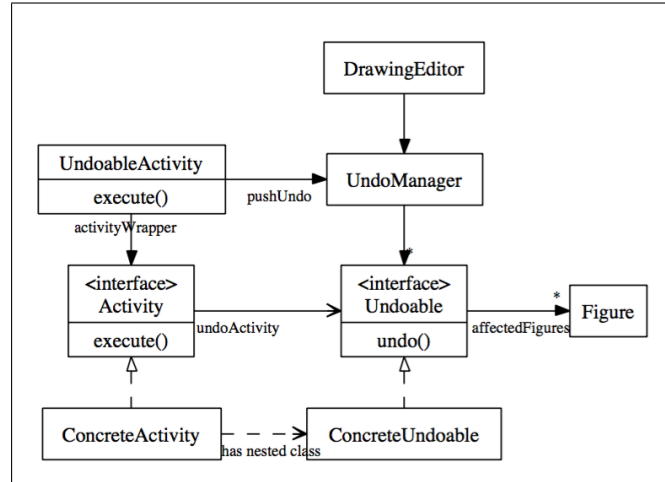 DrawingEditor
UndoableActivity
execute()
pushUndo
UndoManager
activityWrapper
*
<interface>
Activity
execute()
undoActivity
<interface>
Undoable
undo()
*
affectedFigures
Figure
ConcreteActivity
has nested class
ConcreteUndoable